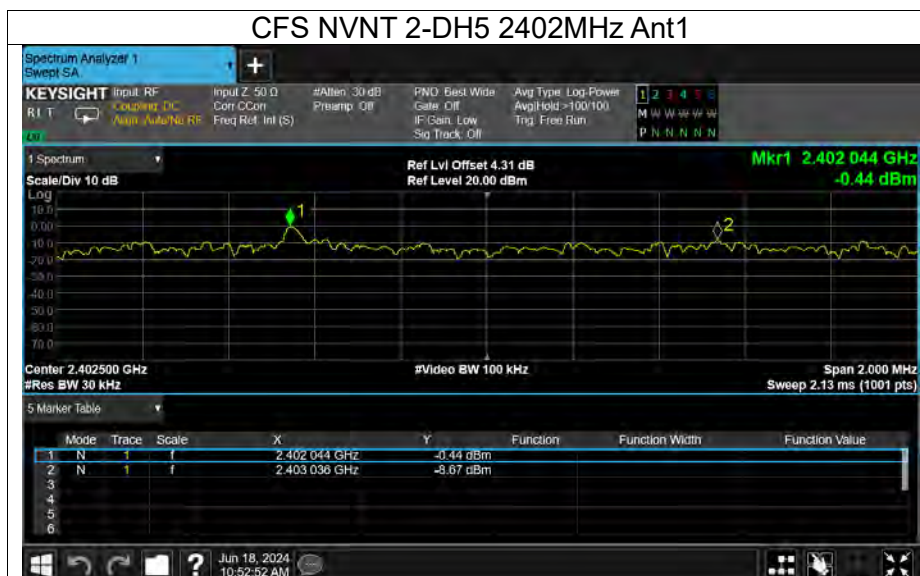 CFS NVNT 2-DH5 2402MHz Ant1
Spectrum Analyzer 1
Swept SA
+
KEYSIGHT Input: RF Input Z: 50 Ω #Atten: 30 dB PNO: Best Wide Avg Type: Log-Power 1 2 3 4 5 6
RLT Coupling: DC Corr CCorr Preamp: Off Gate: Off Avg|Hold: >100/100 M W W W W W
Align: Auto/No RF Freq Ref: Int (S) IF Gain: Low Trig: Free Run
Sig Track: Off P N N N N N
1 Spectrum
Ref Lvl Offset 4.31 dB Mkr1 2.402 044 GHz
Scale/Div 10 dB Ref Level 20.00 dBm -0.44 dBm
Log
10.0
0.00
-10.0
-20.0
-30.0
-40.0
-50.0
-60.0
-70.0
1
2
Center 2.402500 GHz #Video BW 100 kHz Span 2.000 MHz
#Res BW 30 kHz Sweep 2.13 ms (1001 pts)
5 Marker Table
Mode Trace Scale X Y Function Function Width Function Value
1 N 1 f 2.402 044 GHz -0.44 dBm
2 N 1 f 2.403 036 GHz -8.67 dBm
3
4
5
6
? Jun 18, 2024
10:52:52 AM